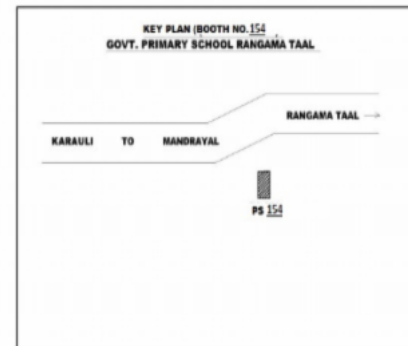 KEY PLAN (BOOTH NO.154
GOVT. PRIMARY SCHOOL RANGAMA TAAL
RANGAMA TAAL →
KARAULI TO MANDRAYAL
PS 154